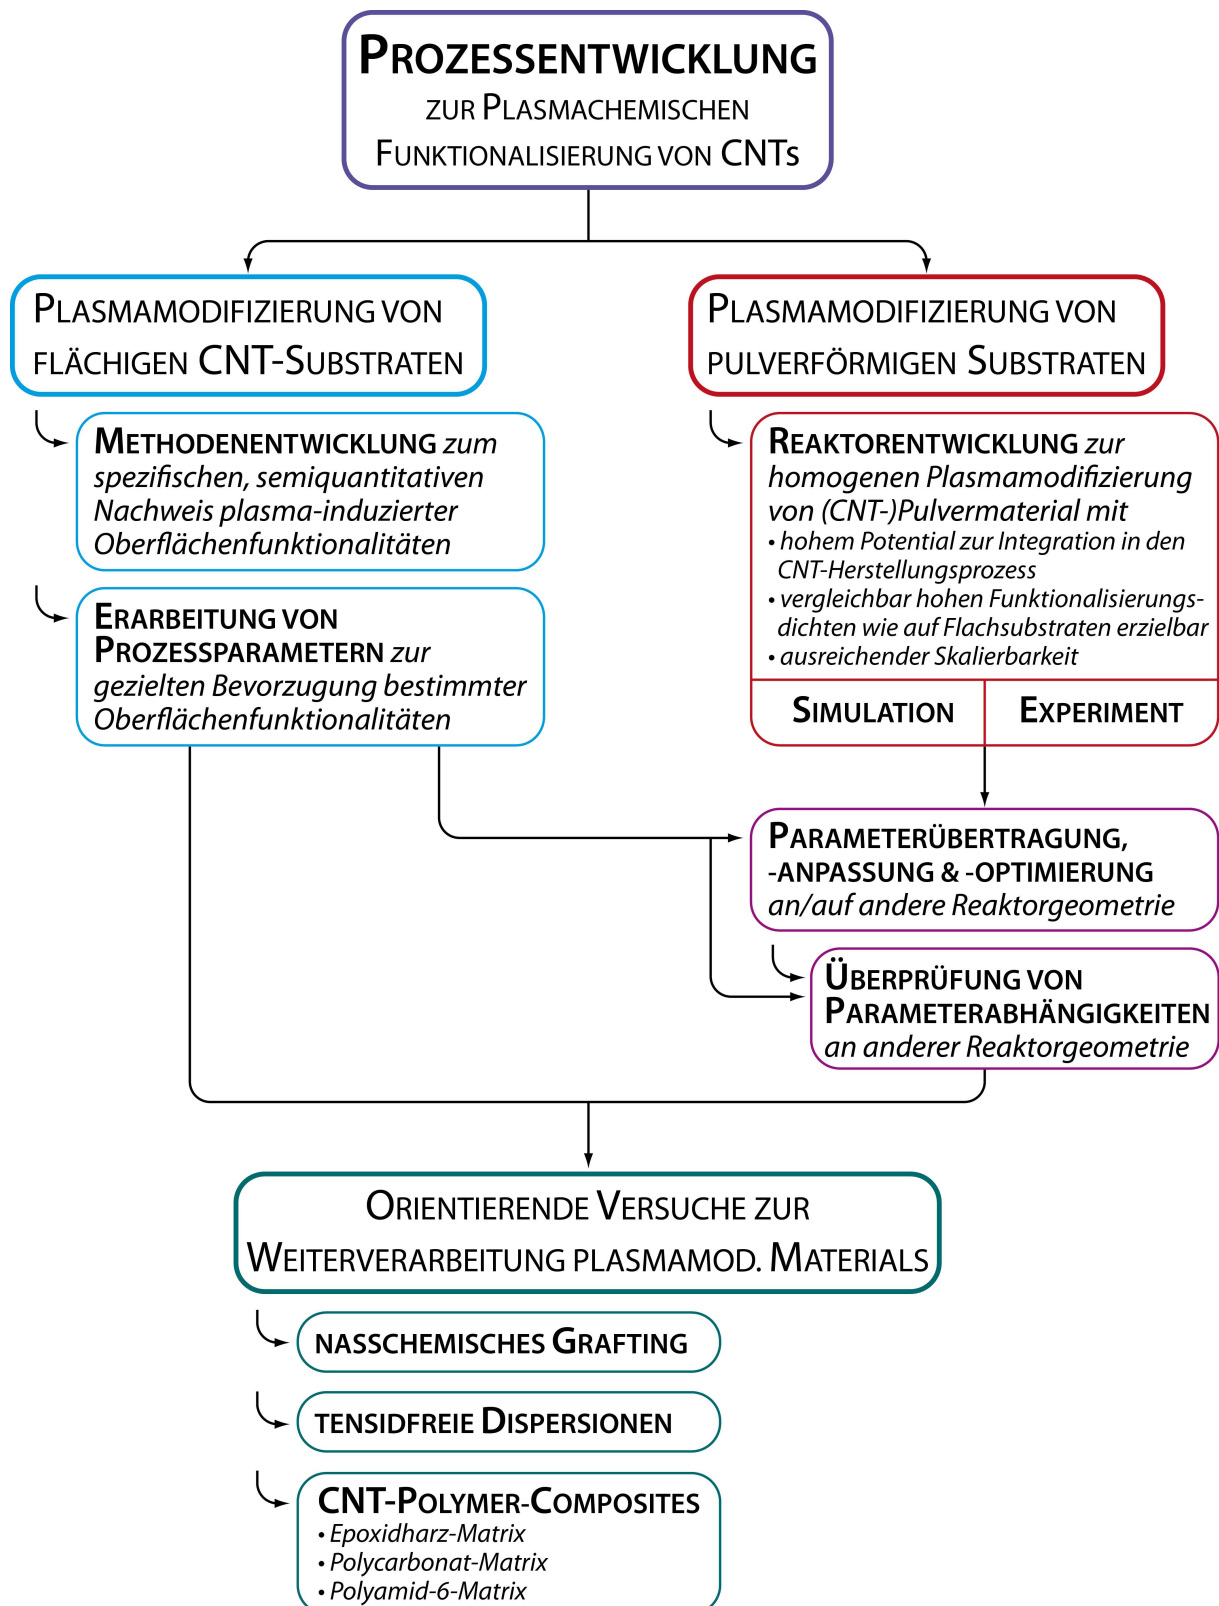 Prozessentwicklung
zur Plasmachemischen
Funktionalisierung von CNTs
Plasmamodifizierung von
flächigen CNT-Substraten
Methodenentwicklung zum
spezifischen, semiquantitativen
Nachweis plasma-induzierter
Oberflächenfunktionalitäten
Erarbeitung von
Prozessparametern zur
gezielten Bevorzugung bestimmter
Oberflächenfunktionalitäten
Plasmamodifizierung von
pulverförmigen Substraten
Reaktorentwicklung zur
homogenen Plasmamodifizierung
von (CNT-)Pulvermaterial mit
• hohem Potential zur Integration in den
CNT-Herstellungsprozess
• vergleichbar hohen Funktionalisierungs-
dichten wie auf Flachsubstraten erzielbar
• ausreichender Skalierbarkeit
Simulation
Experiment
Parameterübertragung,
-anpassung & -optimierung
an/auf andere Reaktorgeometrie
Überprüfung von
Parameterabhängigkeiten
an anderer Reaktorgeometrie
Orientierende Versuche zur
Weiterverarbeitung plasmamod. Materials
nasschemisches Grafting
tensidfreie Dispersionen
CNT-Polymer-Composites
• Epoxidharz-Matrix
• Polycarbonat-Matrix
• Polyamid-6-Matrix